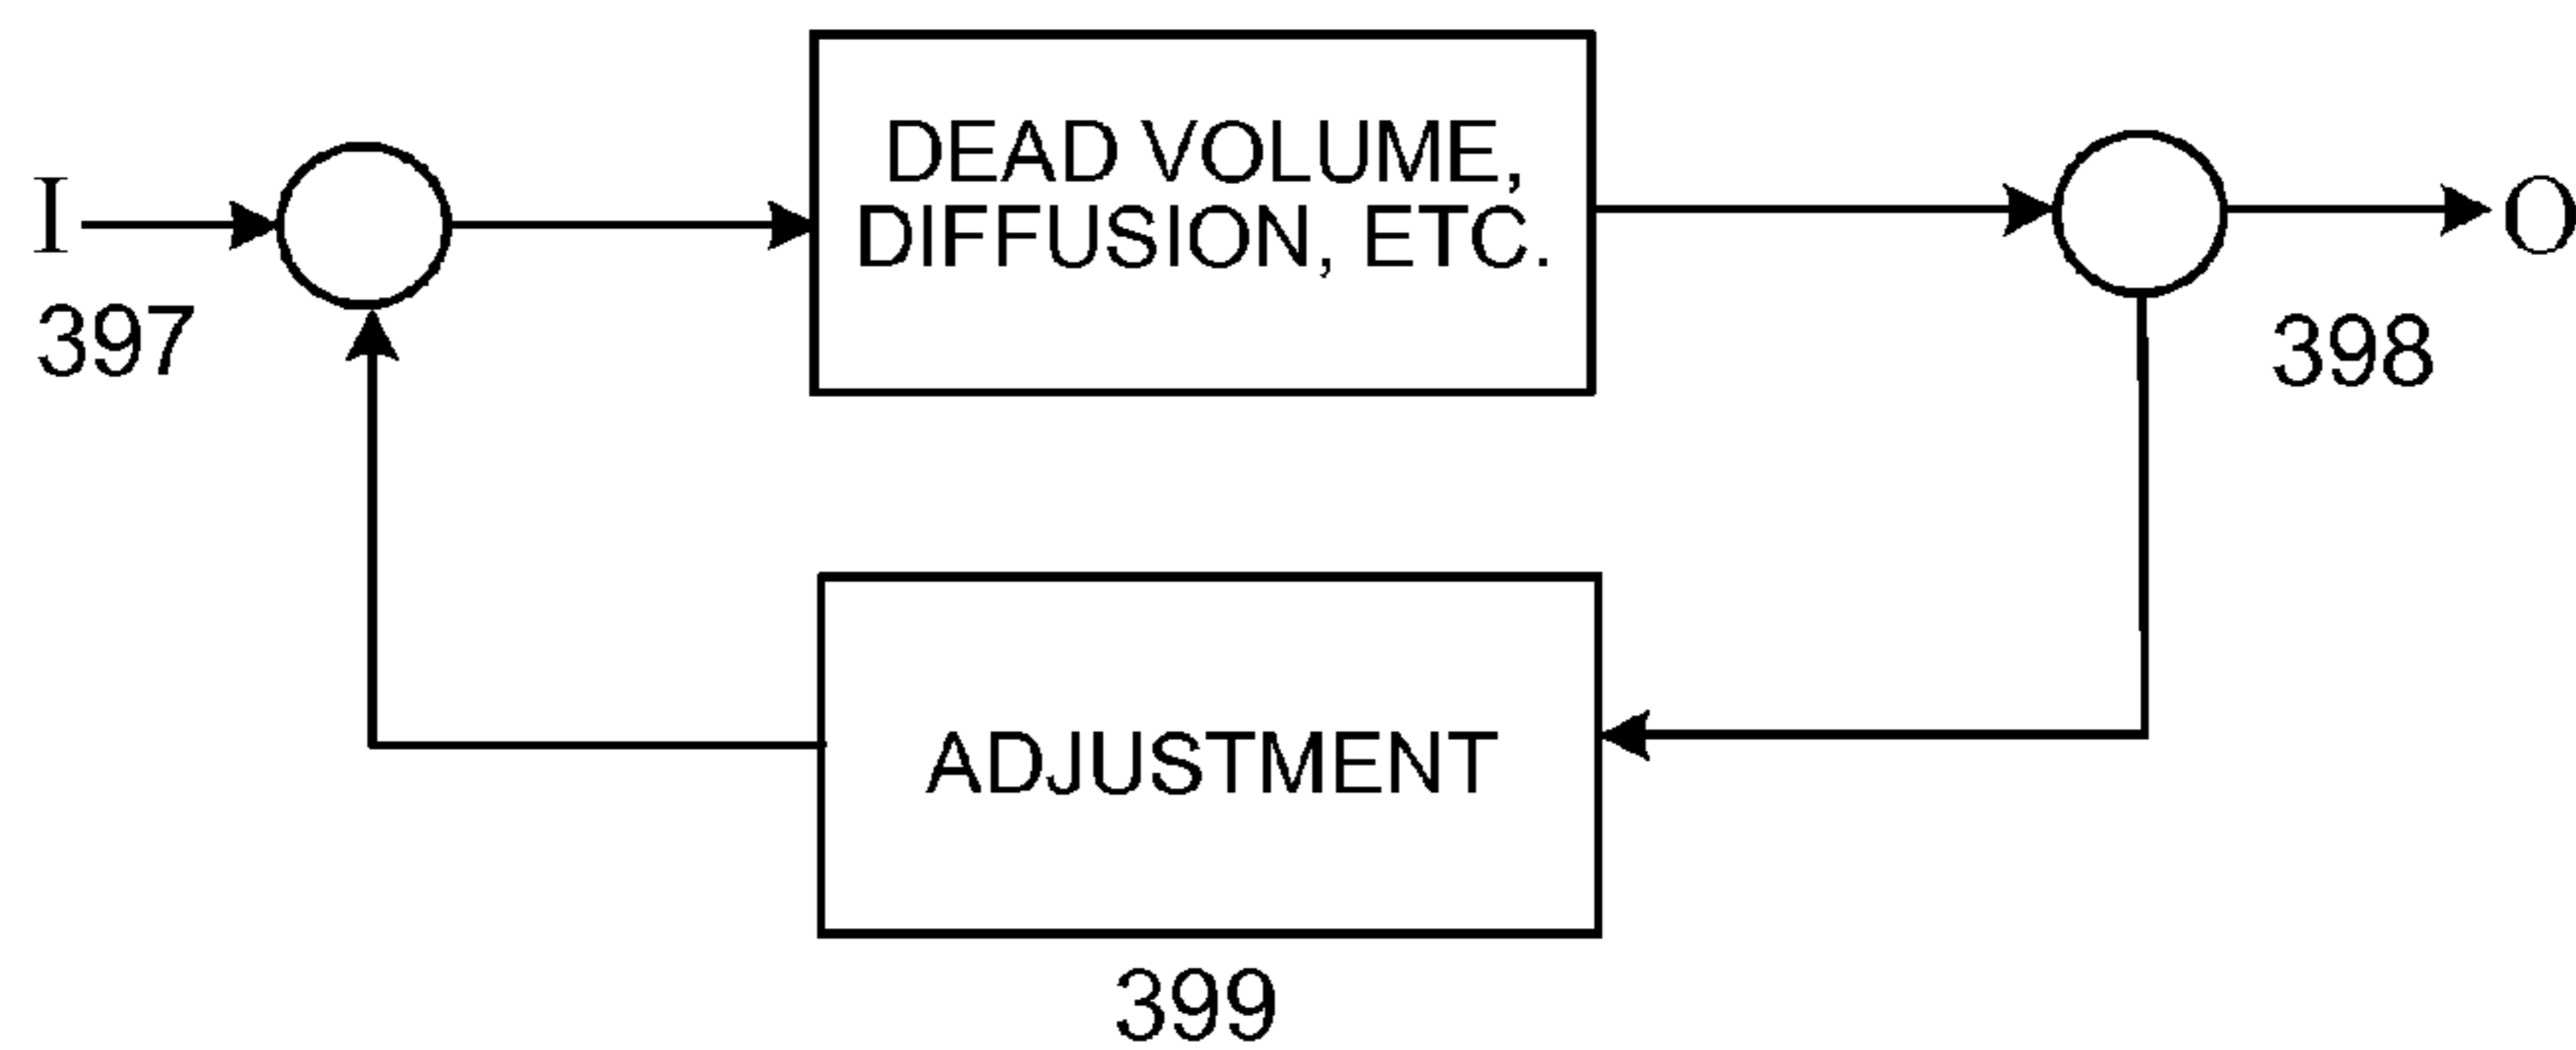 I
397
DEAD VOLUME,
DIFFUSION, ETC.
O
398
ADJUSTMENT
399